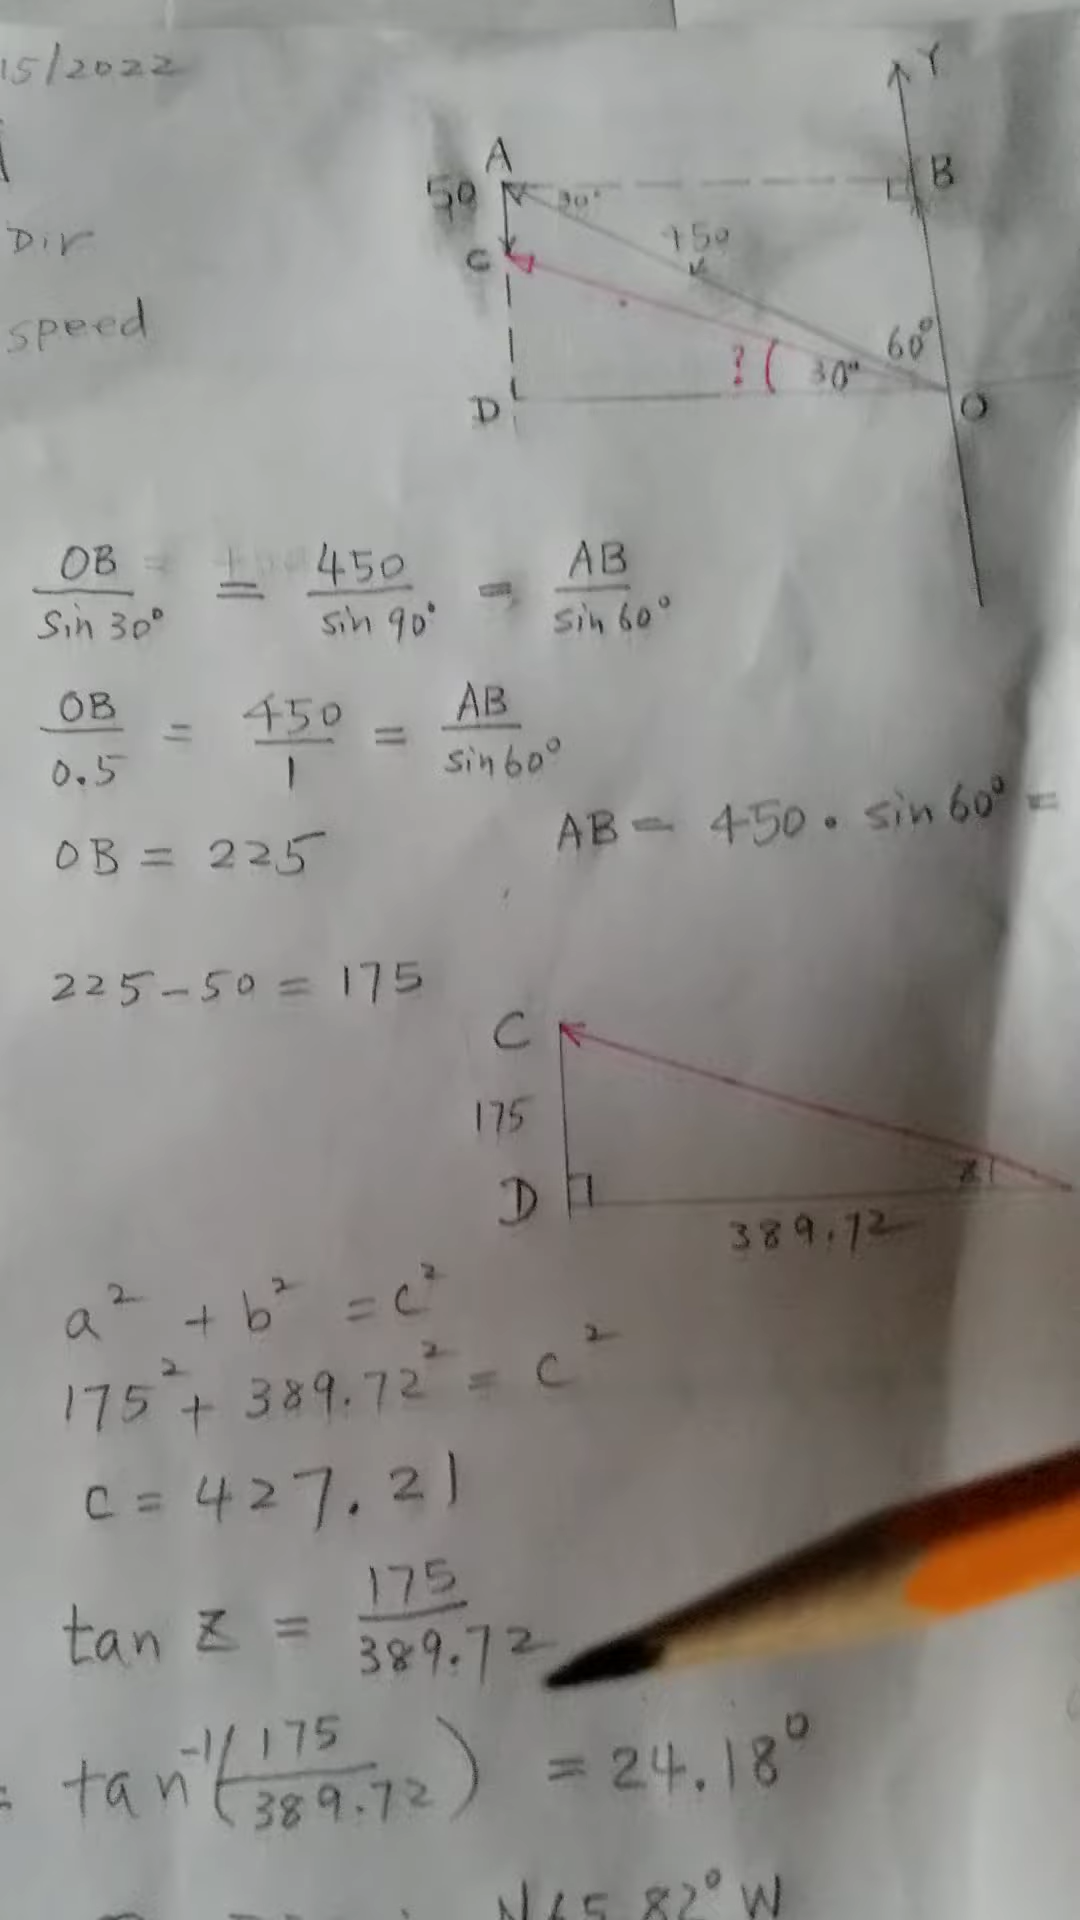 15/2022
Y
A
B
50
30°
Dir
450
C
speed
60°
? ( 30°
D
O
OB/sin 30° = 450/sin 90° = AB/sin 60°
OB/0.5 = 450/1 = AB/sin 60°
AB = 450 · sin 60° =
OB = 225
225 - 50 = 175
C
175
z
D
389.72
a² + b² = c²
175² + 389.72² = c²
c = 427.21
tan z = 175/389.72
= tan⁻¹(175/389.72) = 24.18°
N65.82° W